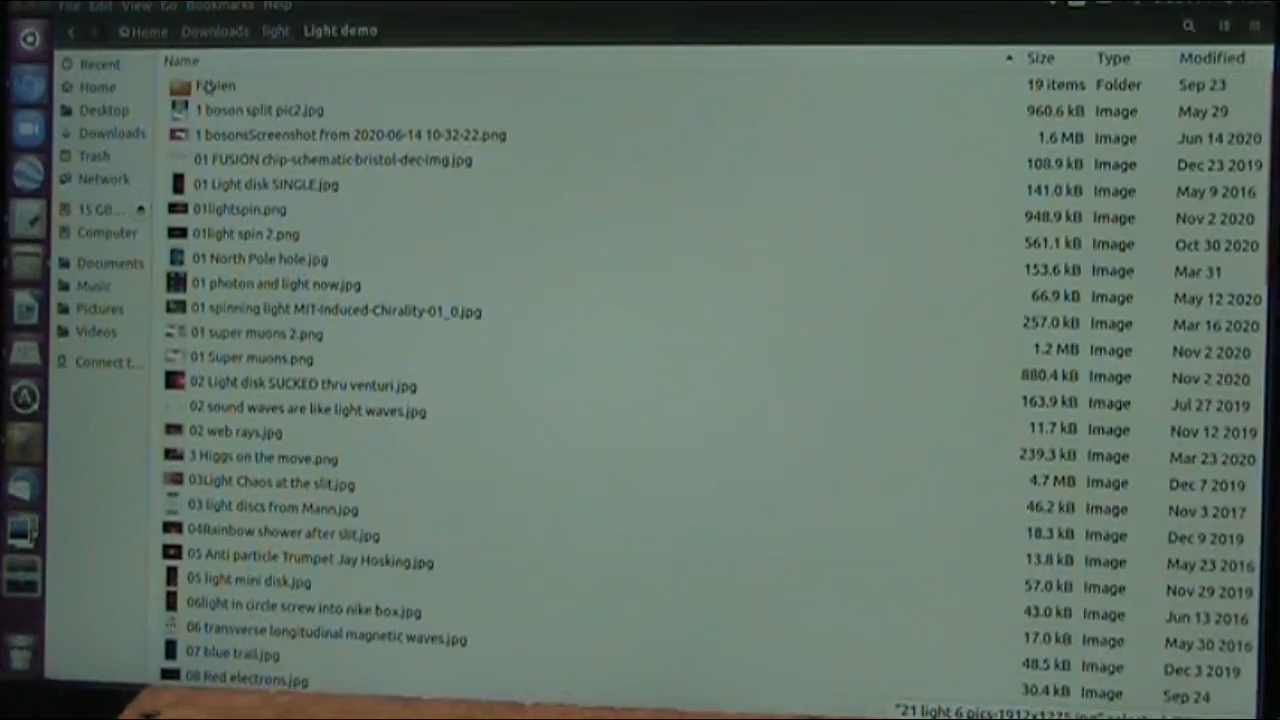 File Edit View Go Bookmarks Help
Home Downloads light Light demo
Name Size Type Modified
Recent
Home
Desktop
Downloads
Trash
Network
15 GB...
Computer
Documents
Music
Pictures
Videos
Connect t...
19 items Folder Sep 23
1 boson split pic2.jpg 960.6 kB Image May 29
1 bosonsScreenshot from 2020-06-14 10-32-22.png 1.6 MB Image Jun 14 2020
01 FUSION chip-schematic-bristol-dec-img.jpg 108.9 kB Image Dec 23 2019
01 Light disk SINGLE.jpg 141.0 kB Image May 9 2016
01lightspin.png 948.9 kB Image Nov 2 2020
01light spin 2.png 561.1 kB Image Oct 30 2020
01 North Pole hole.jpg 153.6 kB Image Mar 31
01 photon and light now.jpg 66.9 kB Image May 12 2020
01 spinning light MIT-Induced-Chirality-01_0.jpg 257.0 kB Image Mar 16 2020
01 super muons 2.png 1.2 MB Image Nov 2 2020
01 Super muons.png 880.4 kB Image Nov 2 2020
02 Light disk SUCKED thru venturi.jpg 163.9 kB Image Jul 27 2019
02 sound waves are like light waves.jpg 11.7 kB Image Nov 12 2019
02 web rays.jpg 239.3 kB Image Mar 23 2020
3 Higgs on the move.png 4.7 MB Image Dec 7 2019
03Light Chaos at the slit.jpg 46.2 kB Image Nov 3 2017
03 light discs from Mann.jpg 18.3 kB Image Dec 9 2019
04Rainbow shower after slit.jpg 13.8 kB Image May 23 2016
05 Anti particle Trumpet Jay Hosking.jpg 57.0 kB Image Nov 29 2019
05 light mini disk.jpg 43.0 kB Image Jun 13 2016
06light in circle screw into nike box.jpg 17.0 kB Image May 30 2016
06 transverse longitudinal magnetic waves.jpg 48.5 kB Image Dec 3 2019
07 blue trail.jpg 30.4 kB Image Sep 24
08 Red electrons.jpg
"21 light 6 pics-1912x1275.jpg"